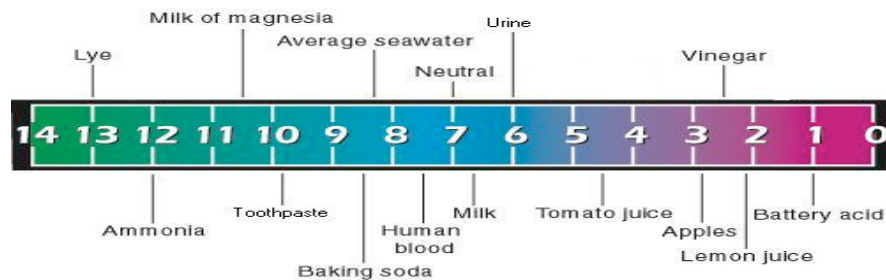 Milk of magnesia
Urine
Average seawater
Lye
Neutral
Vinegar
14 13 12 11 10 9 8 7 6 5 4 3 2 1 0
Ammonia
Toothpaste
Milk
Tomato juice
Battery acid
Human
blood
Apples
Lemon juice
Baking soda